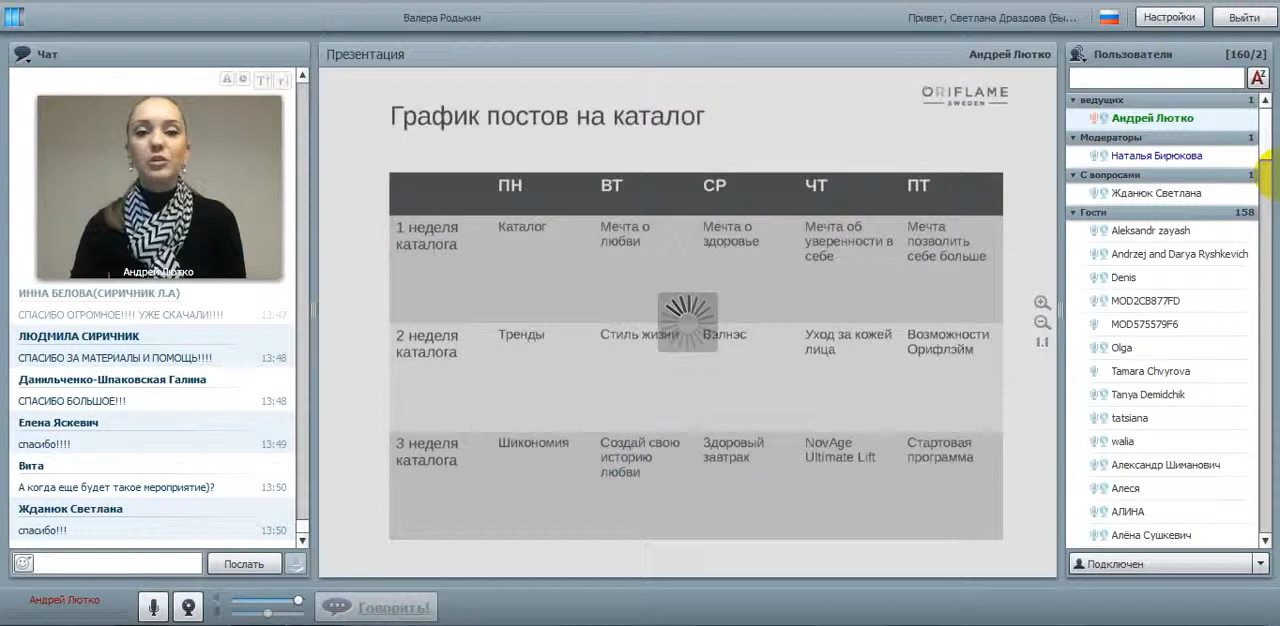 Валера Родькин
Привет, Светлана Драздова (Бы...
Настройки
Выйти
Чат
Андрей Лютко
ИННА БЕЛОВА(СИРИЧНИК Л.А)
СПАСИБО ОГРОМНОЕ!!!! УЖЕ СКАЧАЛИ!!!! 13:47
ЛЮДМИЛА СИРИЧНИК
СПАСИБО ЗА МАТЕРИАЛЫ И ПОМОЩЬ!!!! 13:48
Данильченко-Шпаковская Галина
СПАСИБО БОЛЬШОЕ!!! 13:48
Елена Яскевич
спасибо!!!! 13:49
Вита
А когда еще будет такое мероприятие)? 13:50
Жданюк Светлана
спасибо!!! 13:50
Послать
Презентация
Андрей Лютко
ORIFLAME
SWEDEN
График постов на каталог
ПН ВТ СР ЧТ ПТ
1 неделя каталога
Каталог
Мечта о любви
Мечта о здоровье
Мечта об уверенности в себе
Мечта позволить себе больше
2 неделя каталога
Тренды
Стиль жизни
Вэлнэс
Уход за кожей лица
Возможности Орифлэйм
3 неделя каталога
Шикономия
Создай свою историю любви
Здоровый завтрак
NovAge Ultimate Lift
Стартовая программа
1.1
Пользователи [160/2]
ведущих 1
Андрей Лютко
Модераторы 1
Наталья Бирюкова
С вопросами 1
Жданюк Светлана
Гости 158
Aleksandr zayash
Andrzej and Darya Ryshkevich
Denis
MOD2CB877FD
MOD575579F6
Olga
Tamara Chvyrova
Tanya Demidchik
tatsiana
walia
Александр Шиманович
Алеся
АЛИНА
Алёна Сушкевич
Подключен
Андрей Лютко
Говорить!